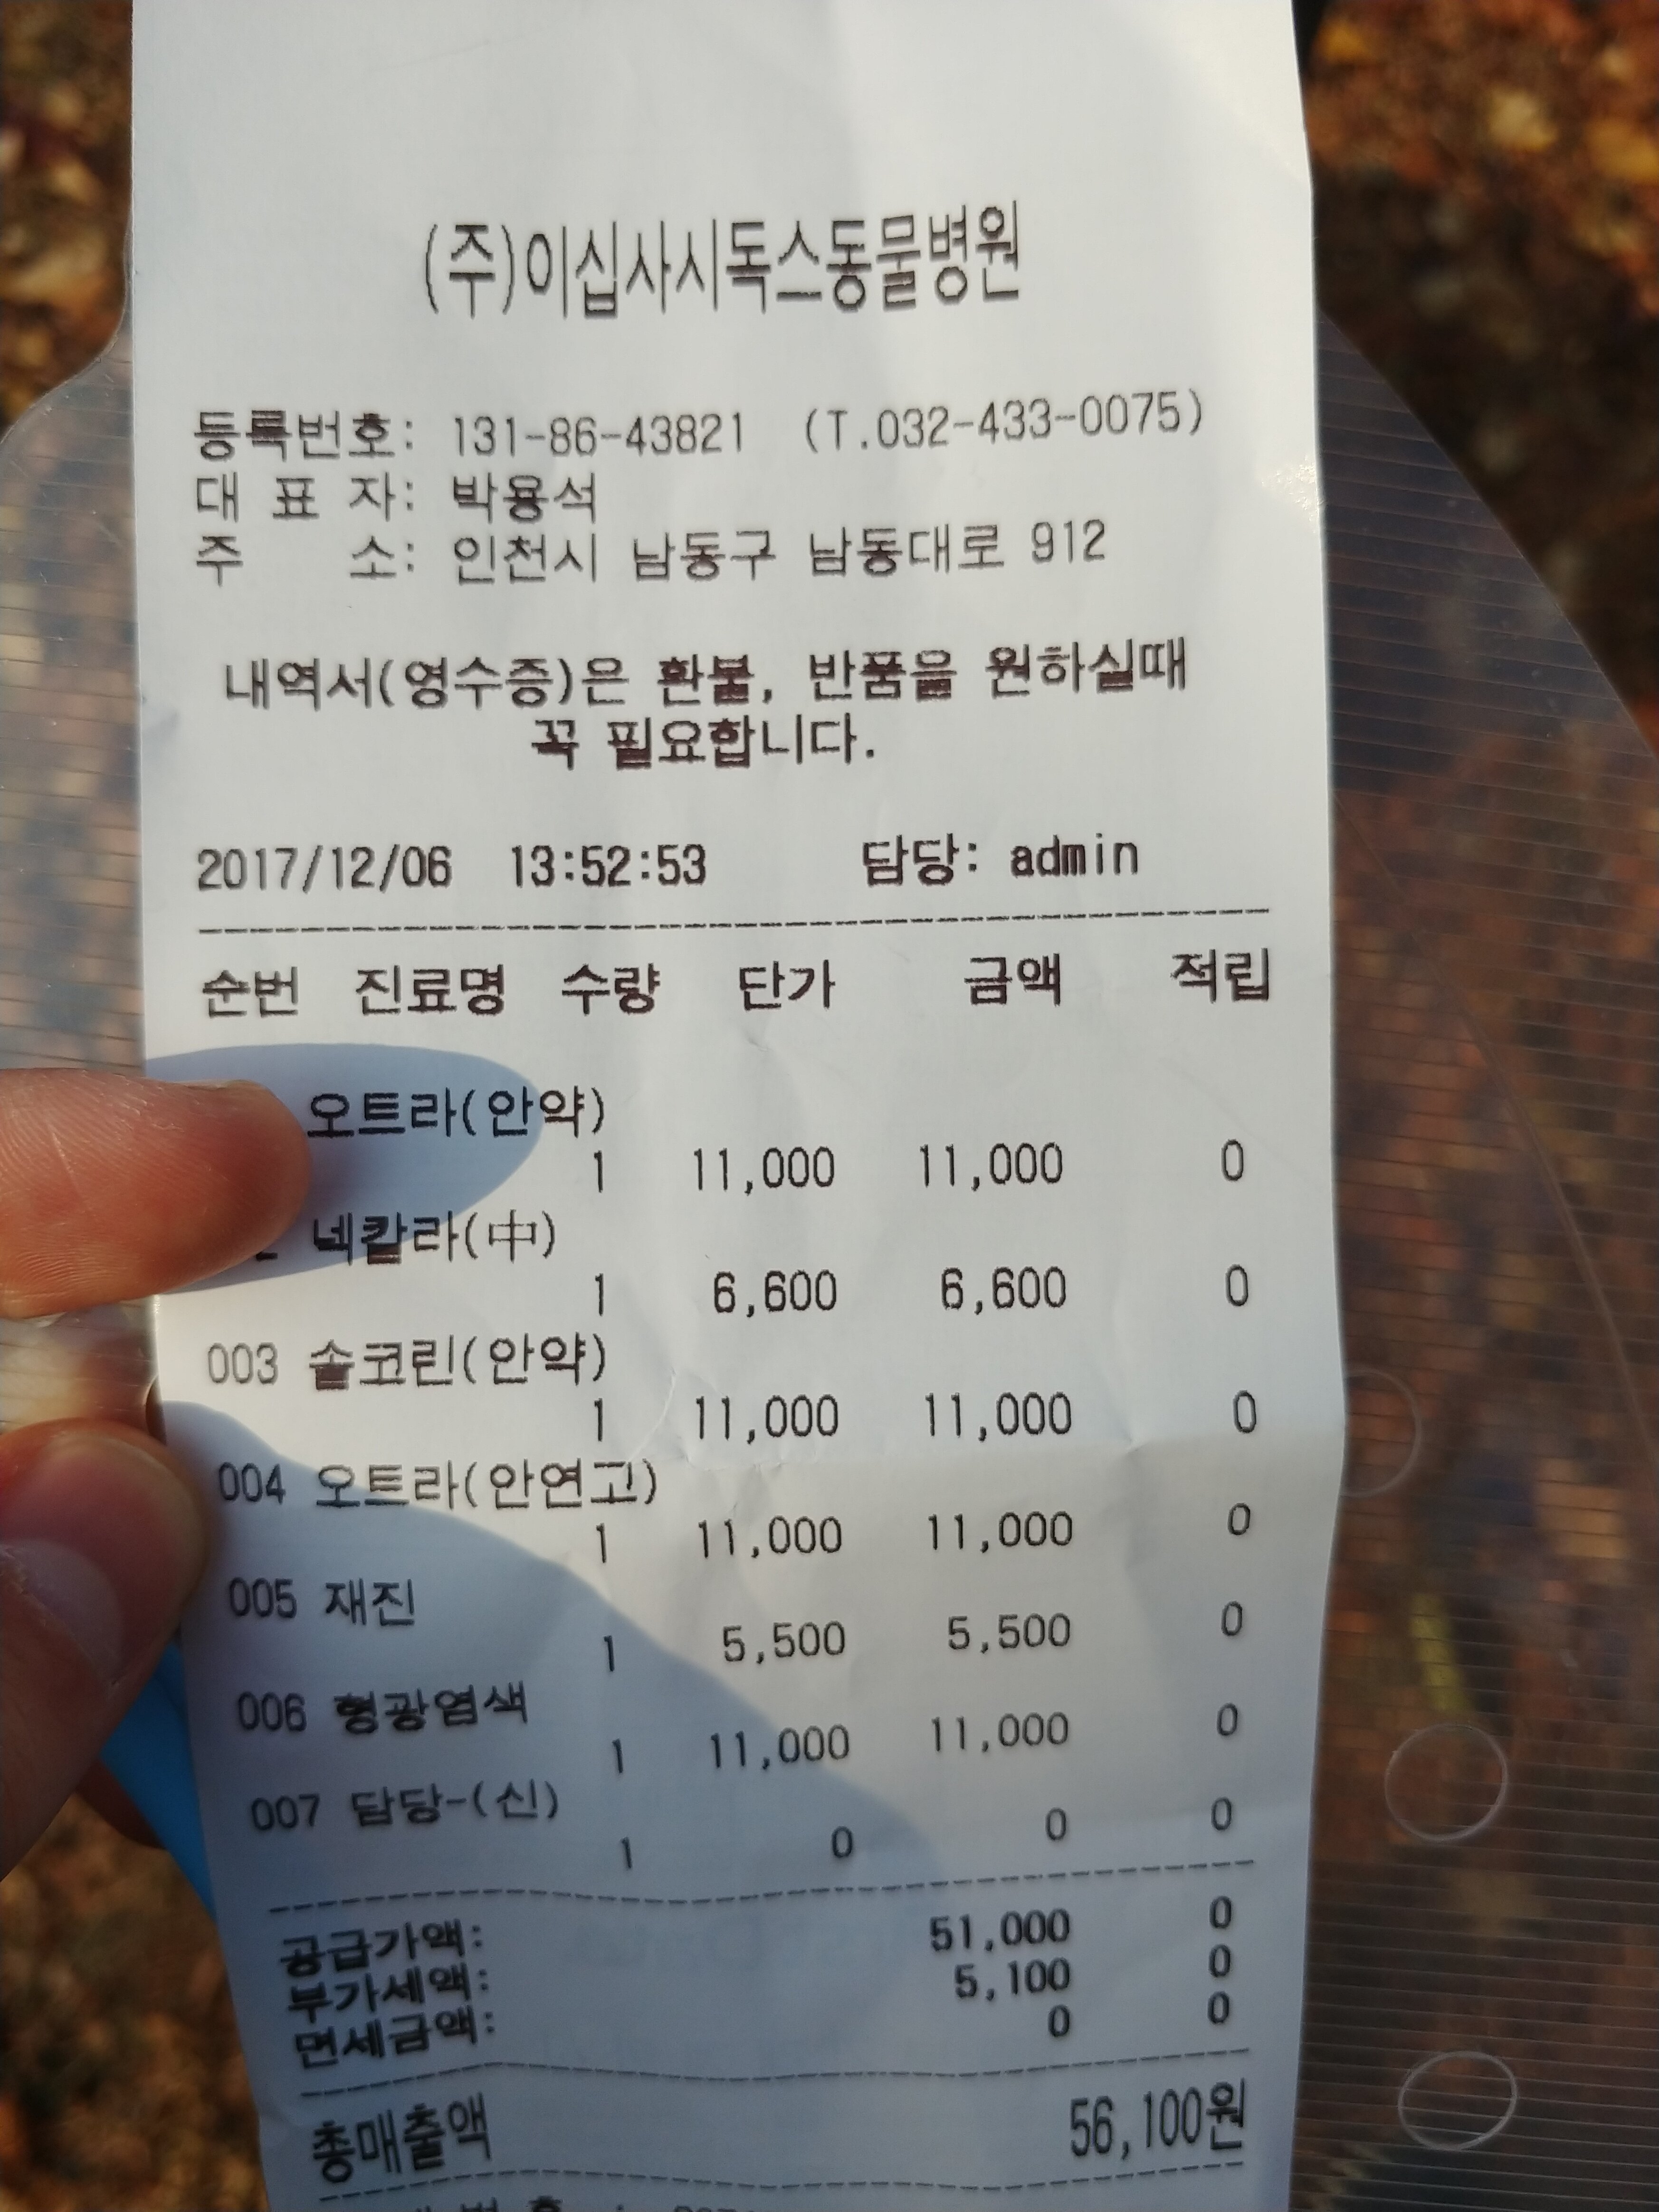 (주)이십사시독스동물병원
등록번호: 131-86-43821 (T.032-433-0075)
대 표 자: 박용석
주 소: 인천시 남동구 남동대로 912
내역서(영수증)은 환불, 반품을 원하실때
꼭 필요합니다.
2017/12/06 13:52:53 담당: admin
순번 진료명 수량 단가 금액 적립
오트라(안약)
1 11,000 11,000 0
넥칼라(中)
1 6,600 6,600 0
003 솔코린(안약)
1 11,000 11,000 0
004 오트라(안연고)
1 11,000 11,000 0
005 재진
1 5,500 5,500 0
006 형광염색
1 11,000 11,000 0
007 담당-(신)
1 0 0 0
공급가액: 51,000 0
부가세액: 5,100 0
면세금액: 0 0
총매출액 56,100원